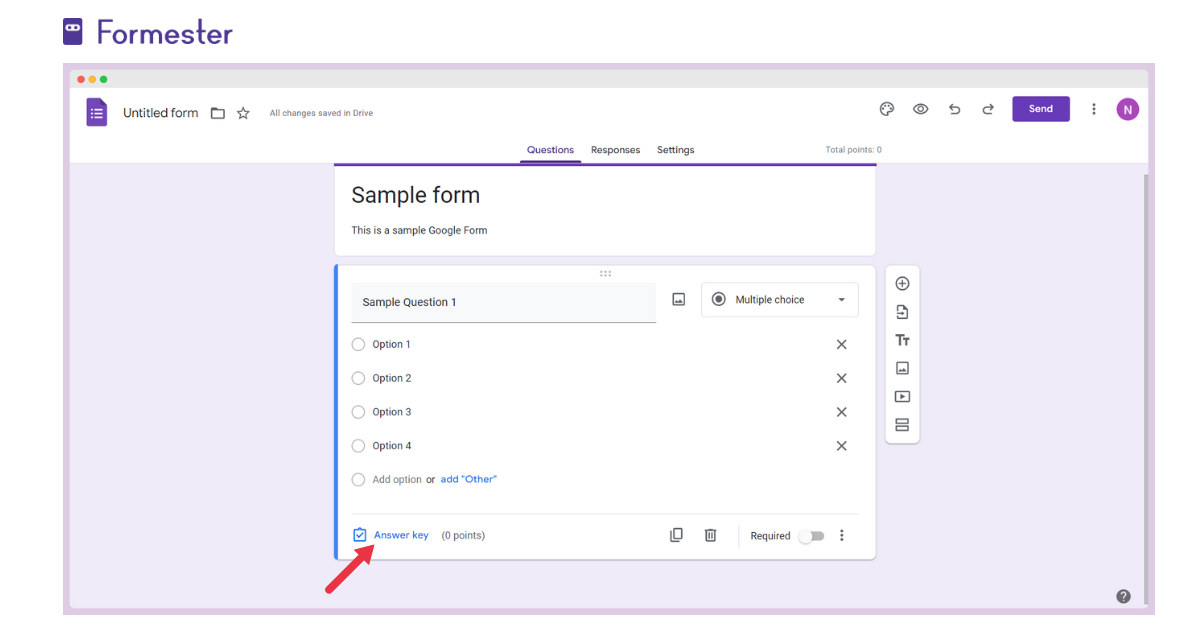 Formester
Untitled form All changes saved in Drive Send N
Questions Responses Settings Total points: 0
Sample form
This is a sample Google Form
Sample Question 1 Multiple choice
Option 1
Tт
Option 2
Option 3
Option 4
Add option or add "Other"
Answer key (0 points) Required
?